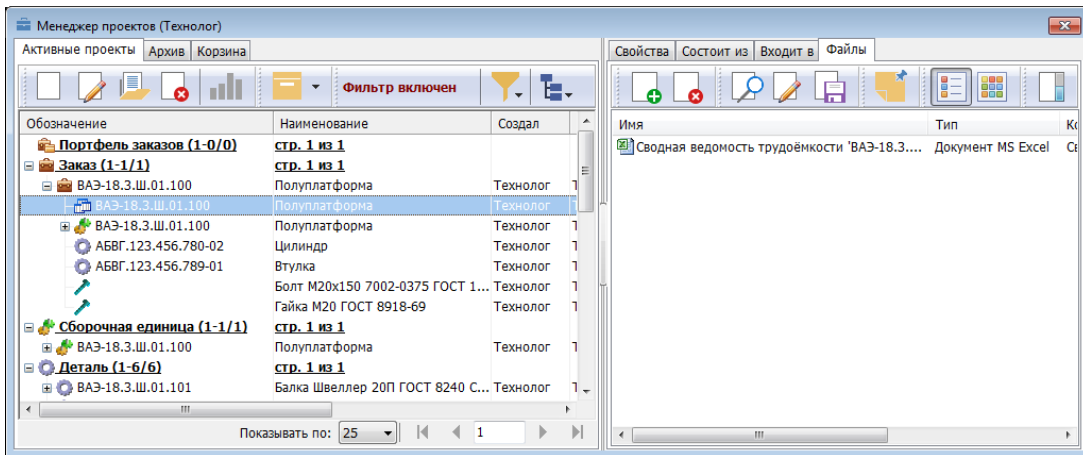 Менеджер проектов (Технолог)
Активные проекты Архив Корзина
Фильтр включен
Обозначение Наименование Создал
Портфель заказов (1-0/0) стр. 1 из 1
Заказ (1-1/1) стр. 1 из 1
ВАЭ-18.3.Ш.01.100 Полуплатформа Технолог Т
ВАЭ-18.3.Ш.01.100 Полуплатформа Технолог Т
ВАЭ-18.3.Ш.01.100 Полуплатформа Технолог Т
АБВГ.123.456.780-02 Цилиндр Технолог Т
АБВГ.123.456.789-01 Втулка Технолог Т
Болт М20х150 7002-0375 ГОСТ 1... Технолог Т
Гайка М20 ГОСТ 8918-69 Технолог Т
Сборочная единица (1-1/1) стр. 1 из 1
ВАЭ-18.3.Ш.01.100 Полуплатформа Технолог Т
Деталь (1-6/6) стр. 1 из 1
ВАЭ-18.3.Ш.01.101 Балка Швеллер 20П ГОСТ 8240 С... Технолог Т
Показывать по: 25 1
Свойства Состоит из Входит в Файлы
Имя Тип Кс
Сводная ведомость трудоёмкости 'ВАЭ-18.3.... Документ MS Excel Св